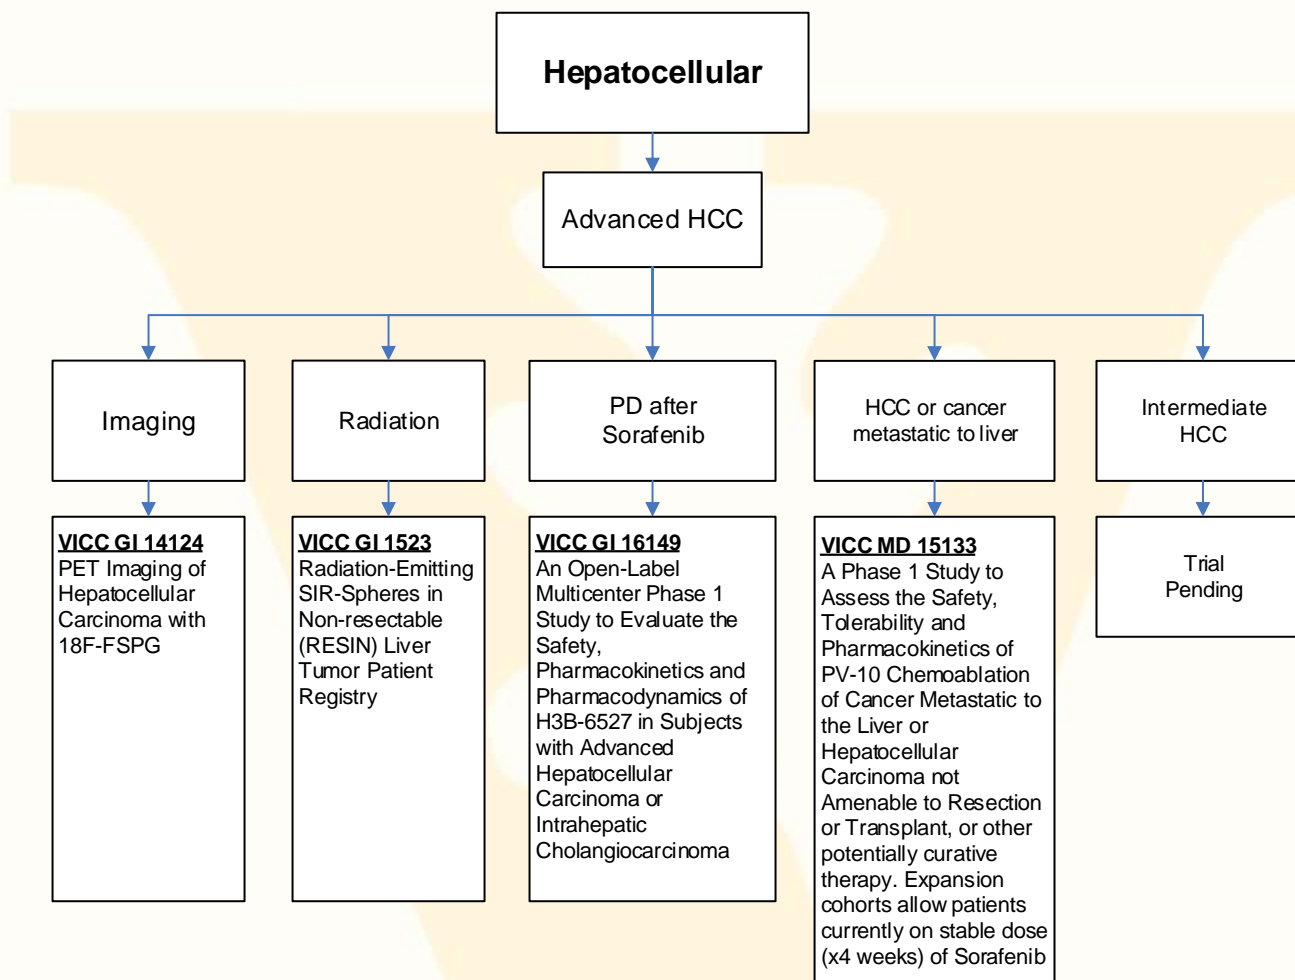 Hepatocellular
Advanced HCC
Imaging
Radiation
PD after
Sorafenib
HCC or cancer
metastatic to liver
Intermediate
HCC
VICC GI 14124
PET Imaging of
Hepatocellular
Carcinoma with
18F-FSPG
VICC GI 1523
Radiation-Emitting
SIR-Spheres in
Non-resectable
(RESIN) Liver
Tumor Patient
Registry
VICC GI 16149
An Open-Label
Multicenter Phase 1
Study to Evaluate the
Safety,
Pharmacokinetics and
Pharmacodynamics of
H3B-6527 in Subjects
with Advanced
Hepatocellular
Carcinoma or
Intrahepatic
Cholangiocarcinoma
VICC MD 15133
A Phase 1 Study to
Assess the Safety,
Tolerability and
Pharmacokinetics of
PV-10 Chemoablation
of Cancer Metastatic to
the Liver or
Hepatocellular
Carcinoma not
Amenable to Resection
or Transplant, or other
potentially curative
therapy. Expansion
cohorts allow patients
currently on stable dose
(x4 weeks) of Sorafenib
Trial
Pending